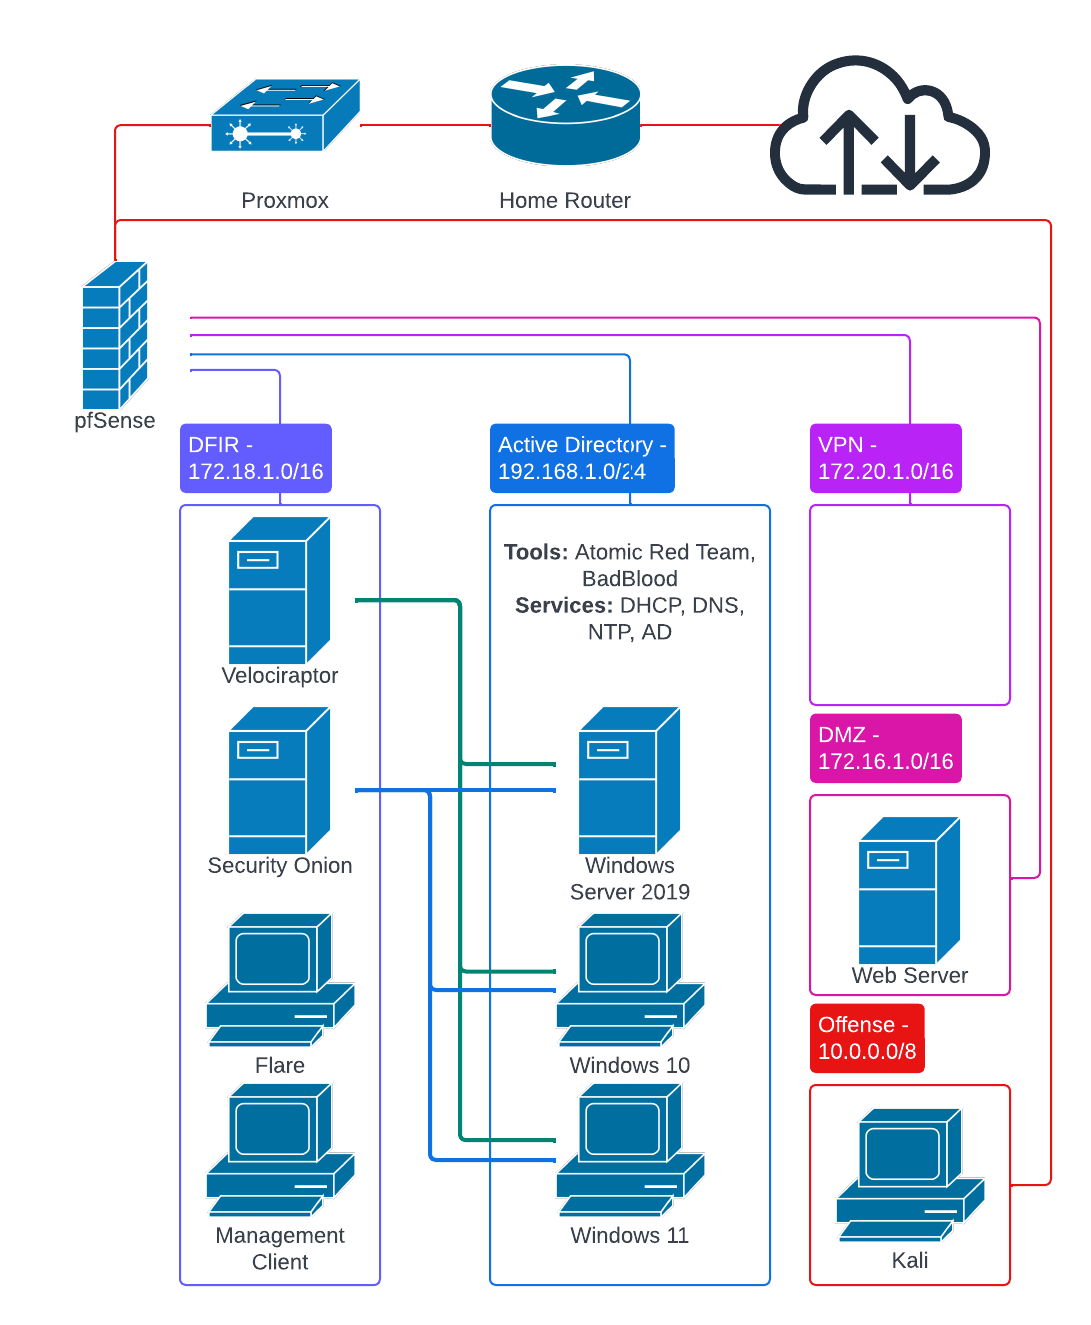 Proxmox
Home Router
pfSense
DFIR -
172.18.1.0/16
Active Directory -
192.168.1.0/24
VPN -
172.20.1.0/16
Tools: Atomic Red Team,
BadBlood
Services: DHCP, DNS,
NTP, AD
Velociraptor
Security Onion
Flare
Management
Client
Windows
Server 2019
Windows 10
Windows 11
DMZ -
172.16.1.0/16
Web Server
Offense -
10.0.0.0/8
Kali